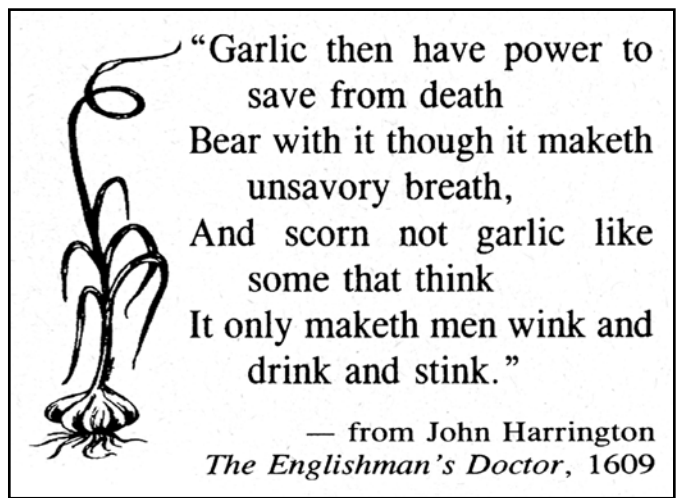 “Garlic then have power to
save from death
Bear with it though it maketh
unsavory breath,
And scorn not garlic like
some that think
It only maketh men wink and
drink and stink.”
— from John Harrington
The Englishman's Doctor, 1609